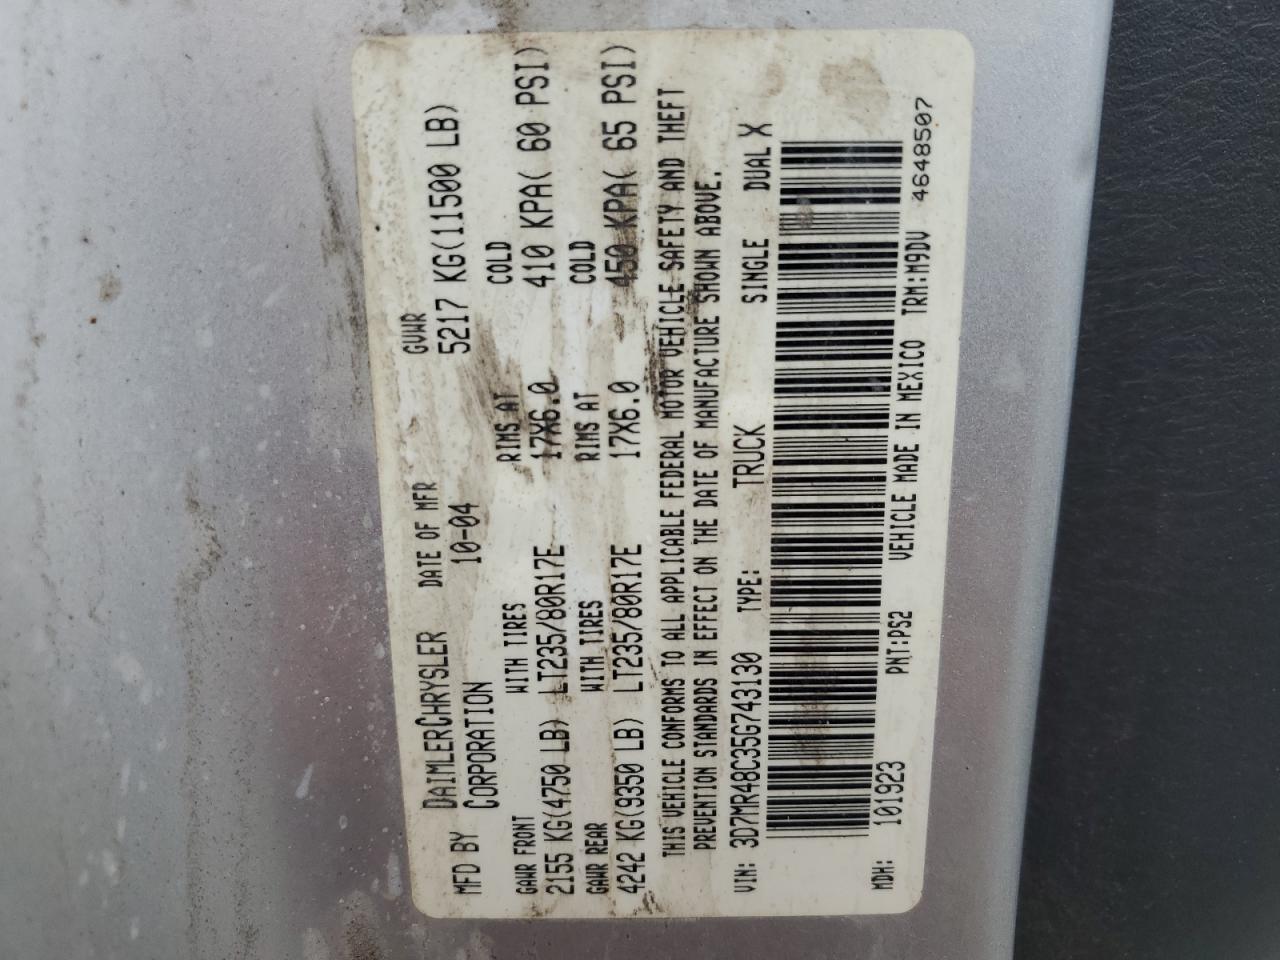 MFD BY DAIMLERCHRYSLER CORPORATION DATE OF MFR 10-04 GVWR 5217 KG(11500 LB)
GAWR FRONT WITH TIRES RIMS AT COLD
2155 KG(4750 LB) LT235/80R17E 17X6.0 410 KPA( 60 PSI)
GAWR REAR WITH TIRES RIMS AT COLD
4242 KG(9350 LB) LT235/80R17E 17X6.0 450 KPA( 65 PSI)
THIS VEHICLE CONFORMS TO ALL APPLICABLE FEDERAL MOTOR VEHICLE SAFETY AND THEFT
PREVENTION STANDARDS IN EFFECT ON THE DATE OF MANUFACTURE SHOWN ABOVE.
VIN: 3D7MR48C35G743130 TYPE: TRUCK SINGLE DUAL X
MDH: 101923 PNT:PS2 VEHICLE MADE IN MEXICO TRM:M9DV 4648507